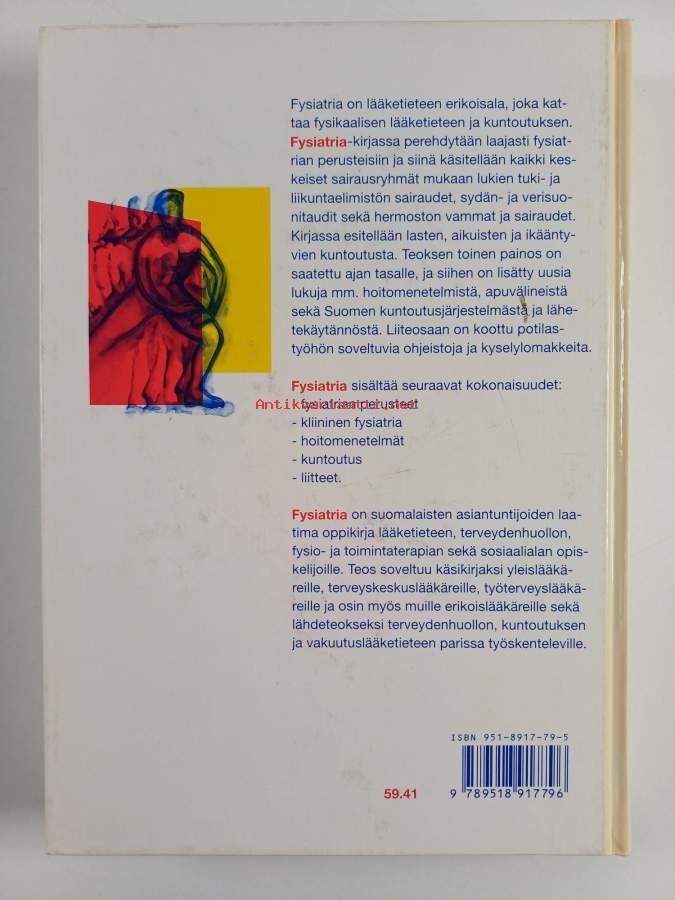 Fysiatria on lääketieteen erikoisala, joka kat-
taa fysikaalisen lääketieteen ja kuntoutuksen.
Fysiatria-kirjassa perehdytään laajasti fysiat-
rian perusteisiin ja siinä käsitellään kaikki kes-
keiset sairausryhmät mukaan lukien tuki- ja
liikuntaelimistön sairaudet, sydän- ja verisuo-
nitaudit sekä hermoston vammat ja sairaudet.
Kirjassa esitellään lasten, aikuisten ja ikäänty-
vien kuntoutusta. Teoksen toinen painos on
saatettu ajan tasalle, ja siihen on lisätty uusia
lukuja mm. hoitomenetelmistä, apuvälineistä
sekä Suomen kuntoutusjärjestelmästä ja lähe-
tekäytännöstä. Liiteosaan on koottu potilas-
työhön soveltuvia ohjeistoja ja kyselylomakkeita.
Fysiatria sisältää seuraavat kokonaisuudet:
- fysiatrian perusteet
Antikvariaatti.net
- kliininen fysiatria
- hoitomenetelmät
- kuntoutus
- liitteet.
Fysiatria on suomalaisten asiantuntijoiden laa-
tima oppikirja lääketieteen, terveydenhuollon,
fysio- ja toimintaterapian sekä sosiaalialan opis-
kelijoille. Teos soveltuu käsikirjaksi yleislääkä-
reille, terveyskeskuslääkäreille, työterveyslääkä-
reille ja osin myös muille erikoislääkäreille sekä
lähdeteokseksi terveydenhuollon, kuntoutuksen
ja vakuutuslääketieteen parissa työskenteleville.
ISBN 951-8917-79-5
59.41
9 789518 917796